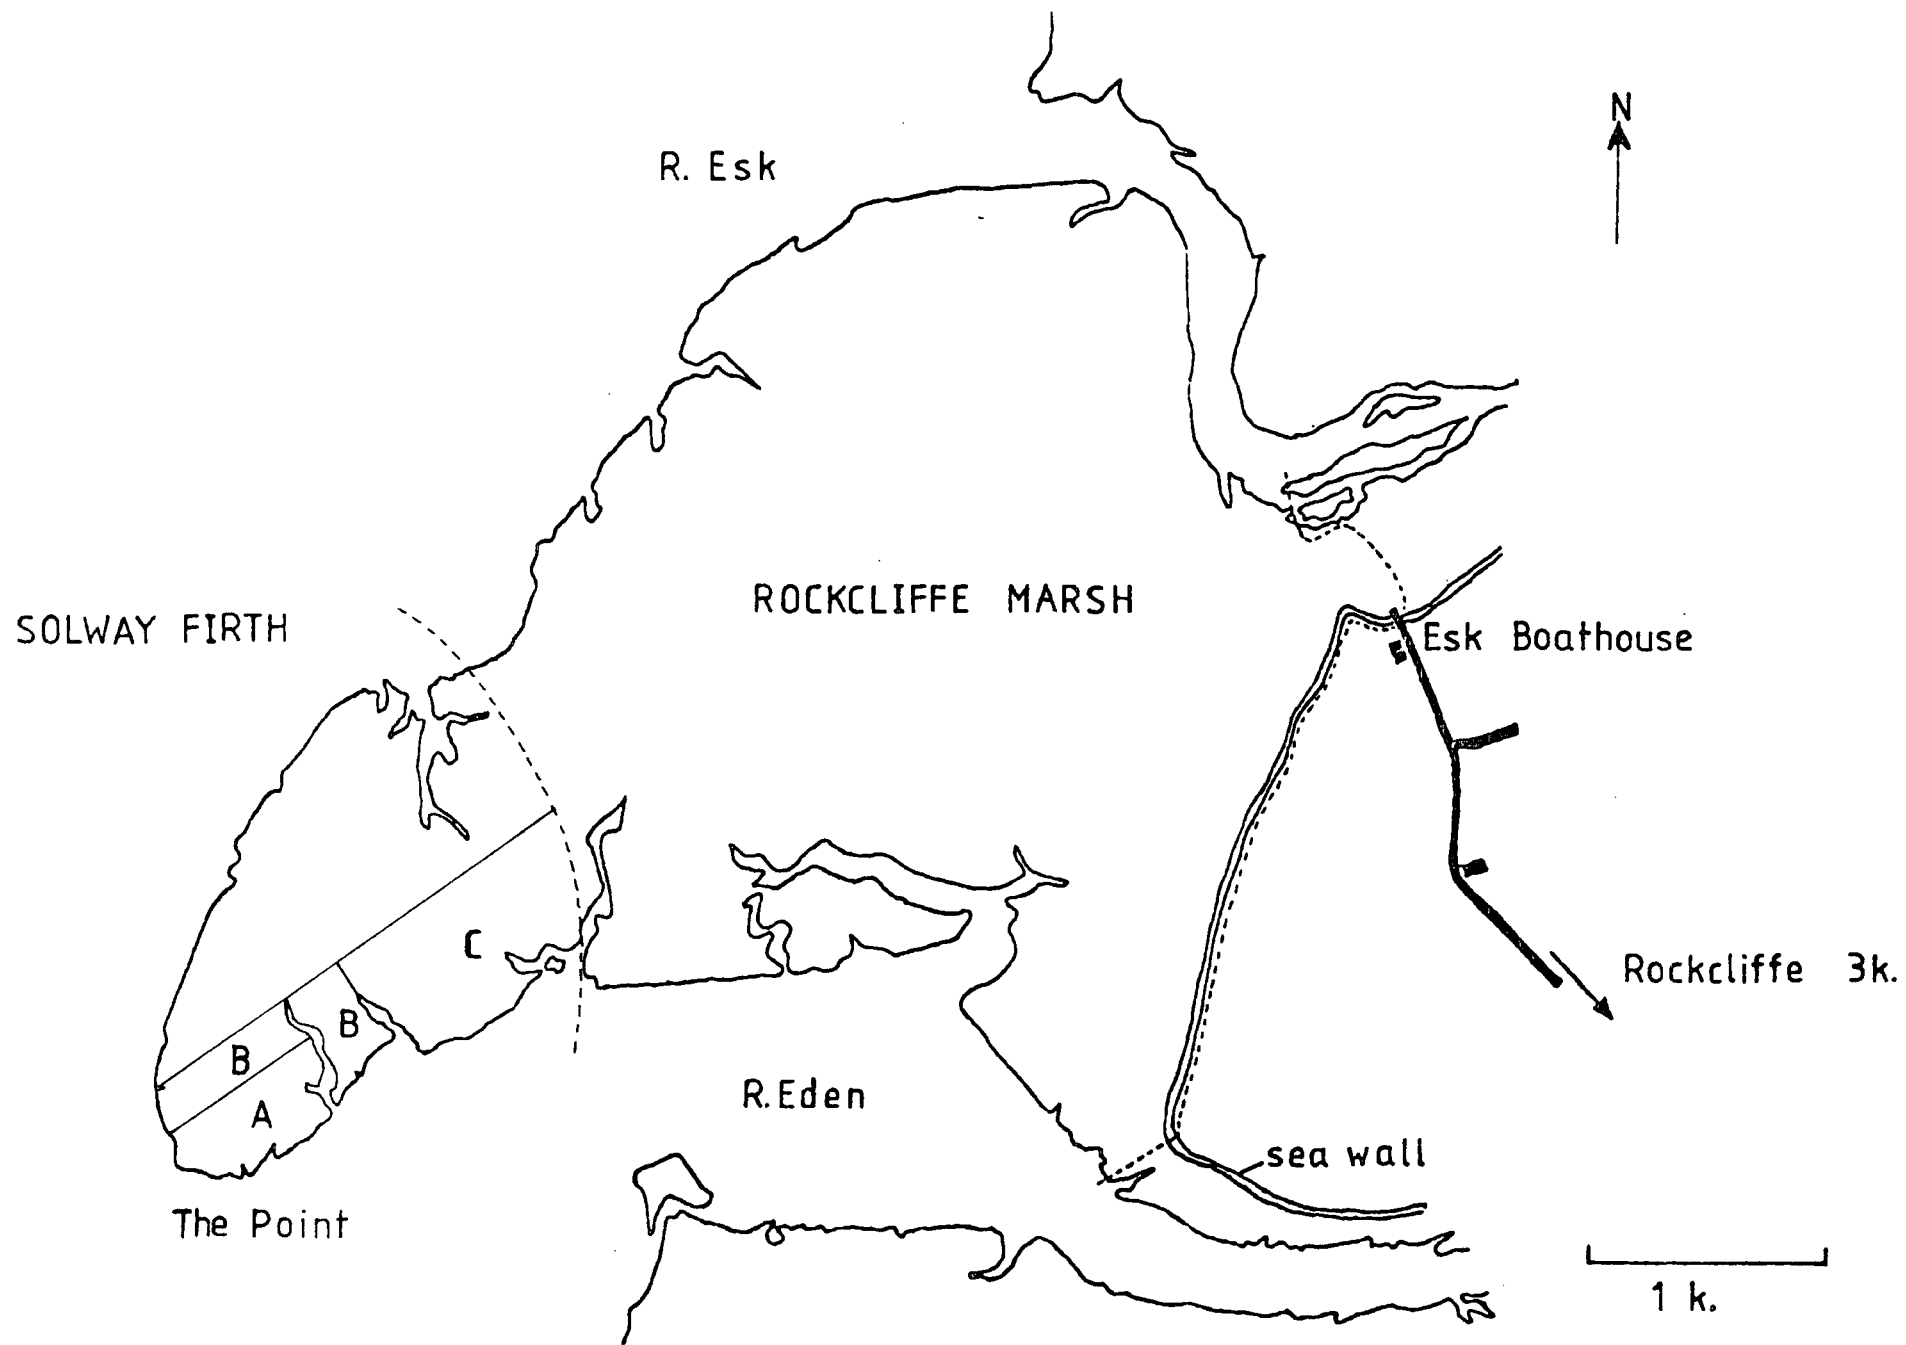 N
R. Esk
ROCKCLIFFE MARSH
SOLWAY FIRTH
Esk Boathouse
C
Rockcliffe 3k.
B
B
R.Eden
A
sea wall
The Point
1 k.